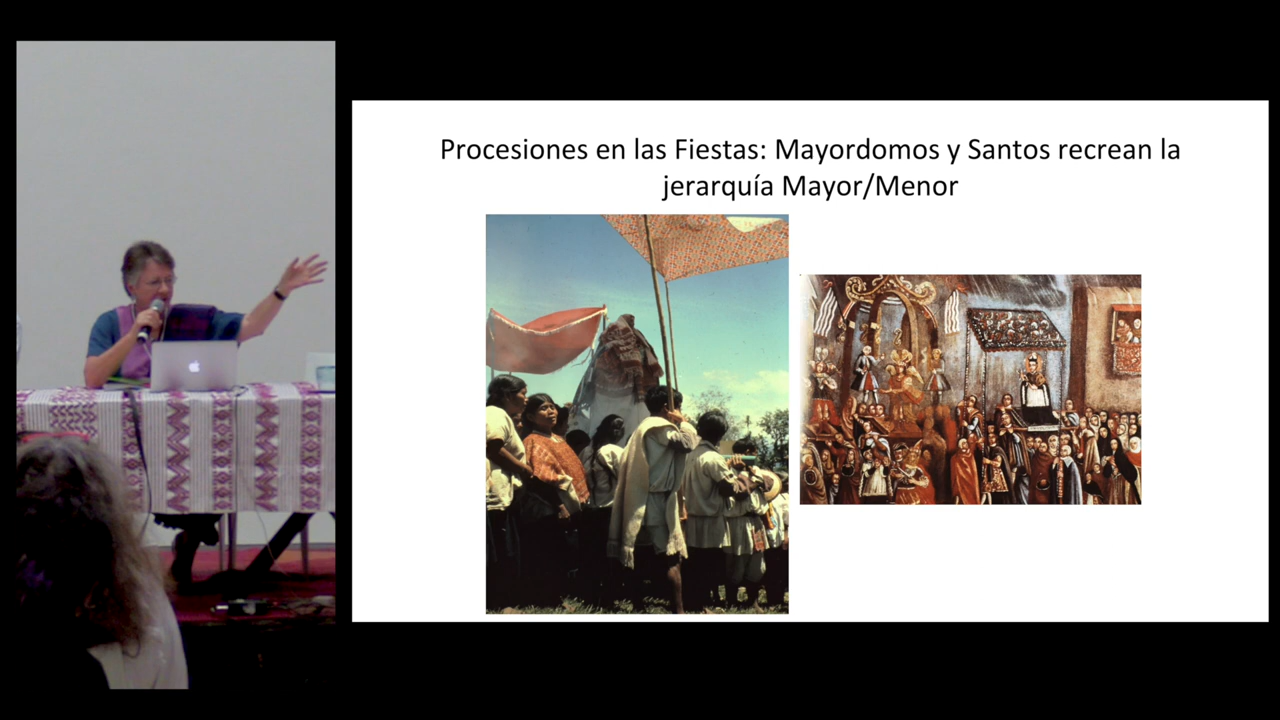 Procesiones en las Fiestas: Mayordomos y Santos recrean la
jerarquía Mayor/Menor